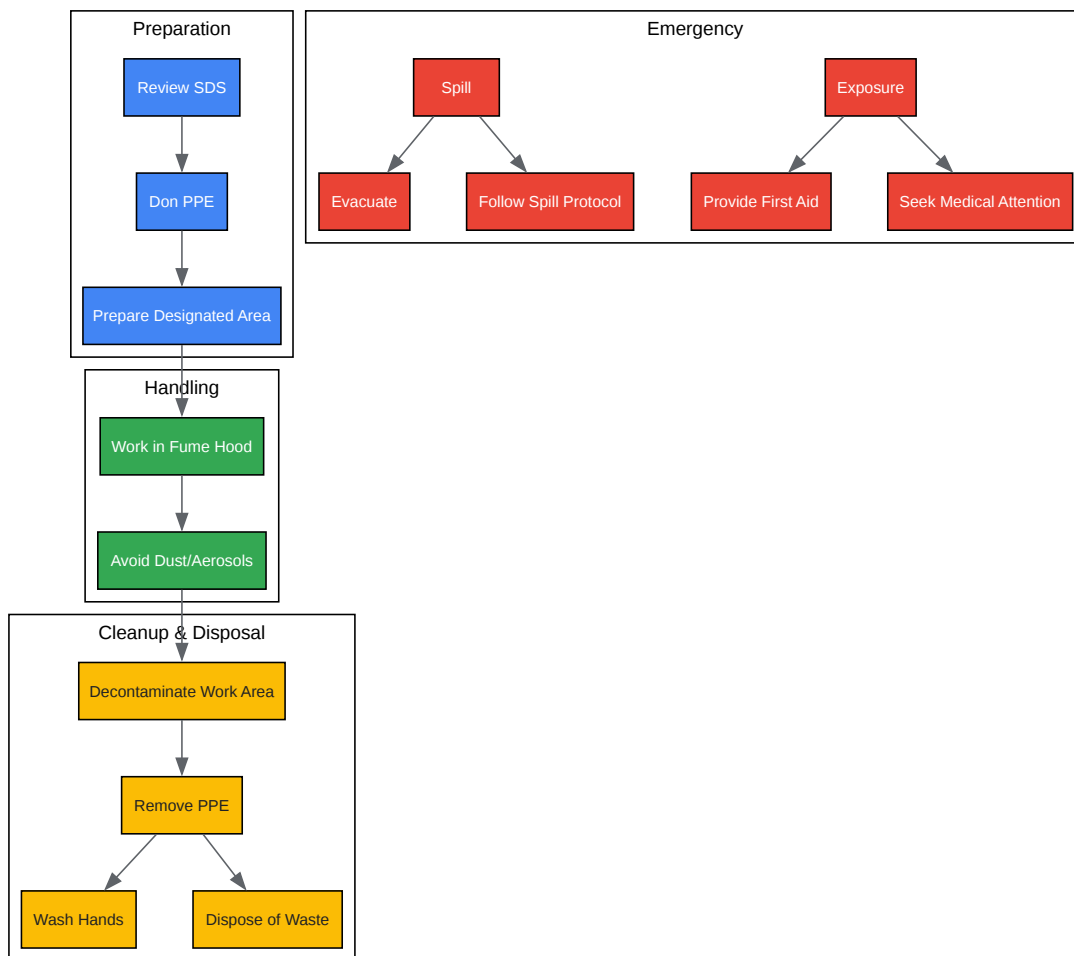 Preparation
Review SDS
Don PPE
Prepare Designated Area
Handling
Work in Fume Hood
Avoid Dust/Aerosols
Cleanup & Disposal
Decontaminate Work Area
Remove PPE
Wash Hands
Dispose of Waste
Emergency
Spill
Exposure
Evacuate
Follow Spill Protocol
Provide First Aid
Seek Medical Attention